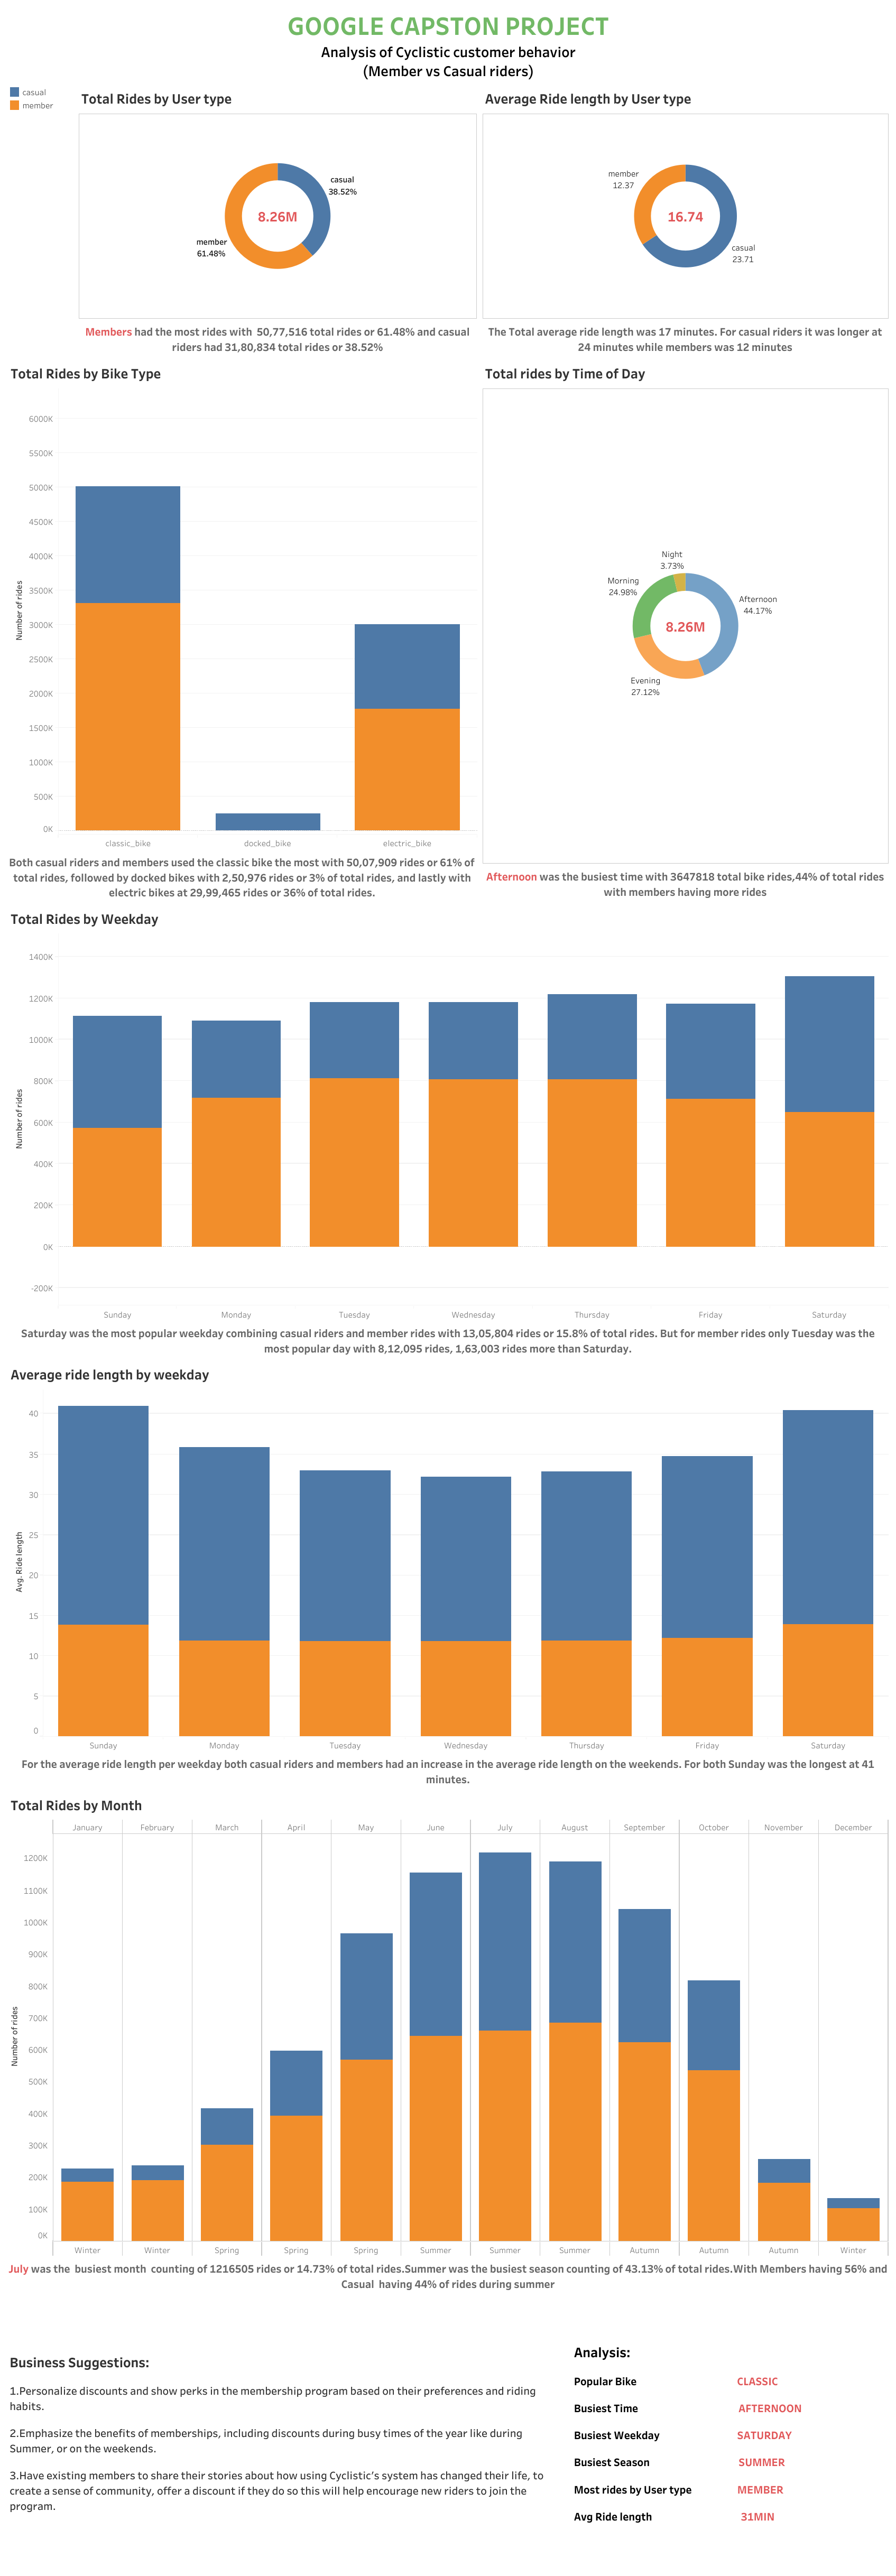 GOOGLE CAPSTON PROJECT
Analysis of Cyclistic customer behavior
(Member vs Casual riders)
casual
member
Total Rides by User type
casual
38.52%
8.26M
member
61.48%
Members had the most rides with 50,77,516 total rides or 61.48% and casual
riders had 31,80,834 total rides or 38.52%
Average Ride length by User type
member
12.37
16.74
casual
23.71
The Total average ride length was 17 minutes. For casual riders it was longer at
24 minutes while members was 12 minutes
Total Rides by Bike Type
Number of rides
6000K
5500K
5000K
4500K
4000K
3500K
3000K
2500K
2000K
1500K
1000K
500K
0K
classic_bike
docked_bike
electric_bike
Both casual riders and members used the classic bike the most with 50,07,909 rides or 61% of
total rides, followed by docked bikes with 2,50,976 rides or 3% of total rides, and lastly with
electric bikes at 29,99,465 rides or 36% of total rides.
Total rides by Time of Day
Night
3.73%
Morning
24.98%
Afternoon
44.17%
8.26M
Evening
27.12%
Afternoon was the busiest time with 3647818 total bike rides,44% of total rides
with members having more rides
Total Rides by Weekday
Number of rides
1400K
1200K
1000K
800K
600K
400K
200K
0K
-200K
Sunday
Monday
Tuesday
Wednesday
Thursday
Friday
Saturday
Saturday was the most popular weekday combining casual riders and member rides with 13,05,804 rides or 15.8% of total rides. But for member rides only Tuesday was the
most popular day with 8,12,095 rides, 1,63,003 rides more than Saturday.
Average ride length by weekday
Avg. Ride length
40
35
30
25
20
15
10
5
0
Sunday
Monday
Tuesday
Wednesday
Thursday
Friday
Saturday
For the average ride length per weekday both casual riders and members had an increase in the average ride length on the weekends. For both Sunday was the longest at 41
minutes.
Total Rides by Month
January
February
March
April
May
June
July
August
September
October
November
December
Number of rides
1200K
1100K
1000K
900K
800K
700K
600K
500K
400K
300K
200K
100K
0K
Winter
Winter
Spring
Spring
Spring
Summer
Summer
Summer
Autumn
Autumn
Autumn
Winter
July was the busiest month counting of 1216505 rides or 14.73% of total rides.Summer was the busiest season counting of 43.13% of total rides.With Members having 56% and
Casual having 44% of rides during summer
Business Suggestions:
1.Personalize discounts and show perks in the membership program based on their preferences and riding
habits.
2.Emphasize the benefits of memberships, including discounts during busy times of the year like during
Summer, or on the weekends.
3.Have existing members to share their stories about how using Cyclistic's system has changed their life, to
create a sense of community, offer a discount if they do so this will help encourage new riders to join the
program.
Analysis:
Popular Bike CLASSIC
Busiest Time AFTERNOON
Busiest Weekday SATURDAY
Busiest Season SUMMER
Most rides by User type MEMBER
Avg Ride length 31MIN